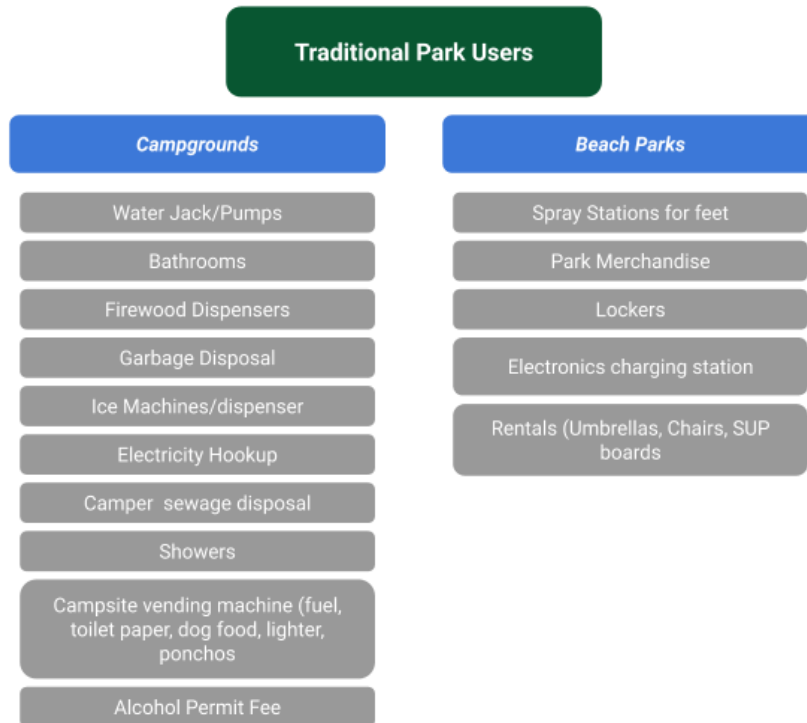 Traditional Park Users
Campgrounds
Water Jack/Pumps
Bathrooms
Firewood Dispensers
Garbage Disposal
Ice Machines/dispenser
Electricity Hookup
Camper  sewage disposal
Showers
Campsite vending machine (fuel,
toilet paper, dog food, lighter,
ponchos
Alcohol Permit Fee
Beach Parks
Spray Stations for feet
Park Merchandise
Lockers
Electronics charging station
Rentals (Umbrellas, Chairs, SUP
boards